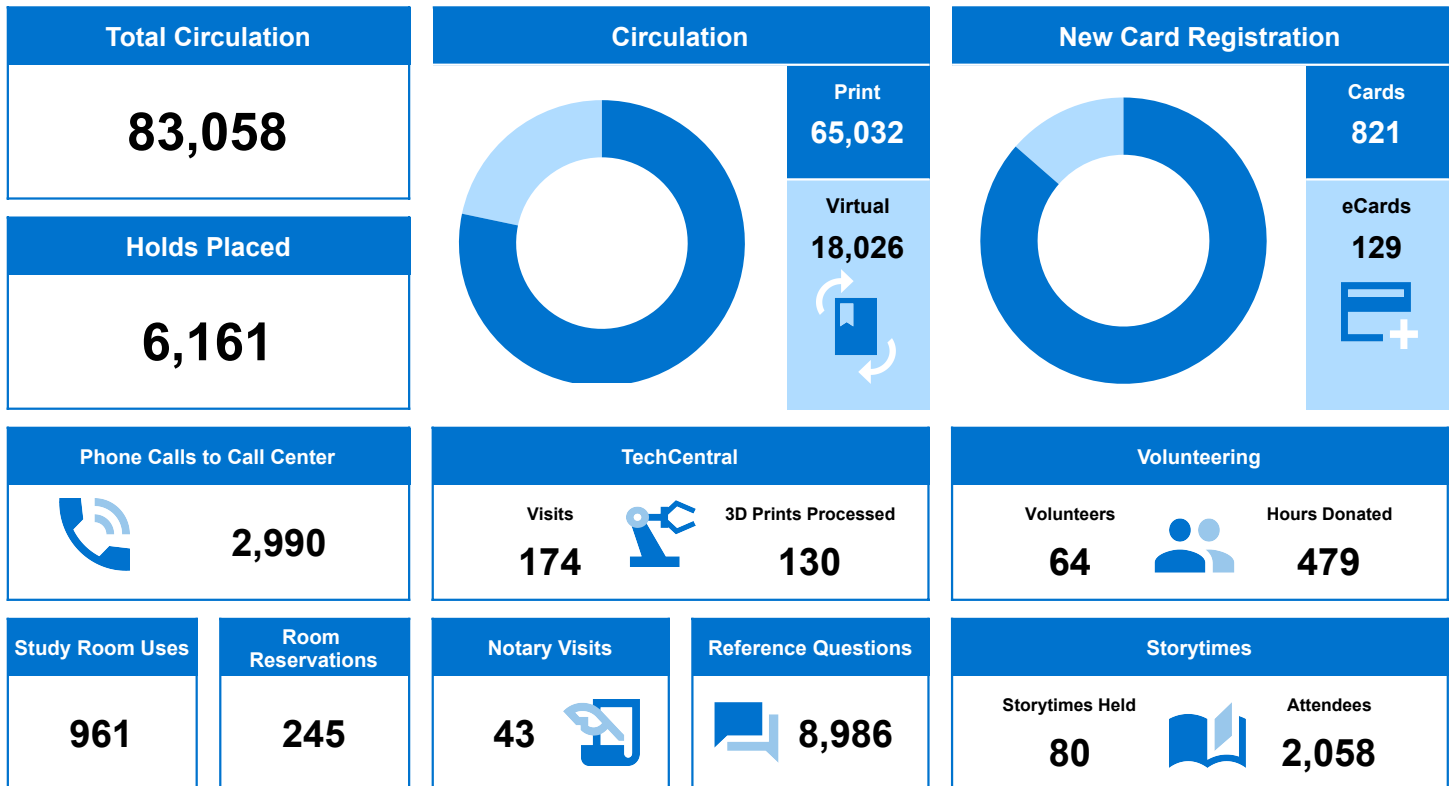 Total Circulation
83,058
Holds Placed
6,161
Circulation
Print
65,032
Virtual
18,026
New Card Registration
Cards
821
eCards
129
Phone Calls to Call Center
2,990
TechCentral
Visits
174
3D Prints Processed
130
Volunteering
Volunteers
64
Hours Donated
479
Study Room Uses
961
Room
Reservations
245
Notary Visits
43
Reference Questions
8,986
Storytimes
Storytimes Held
80
Attendees
2,058